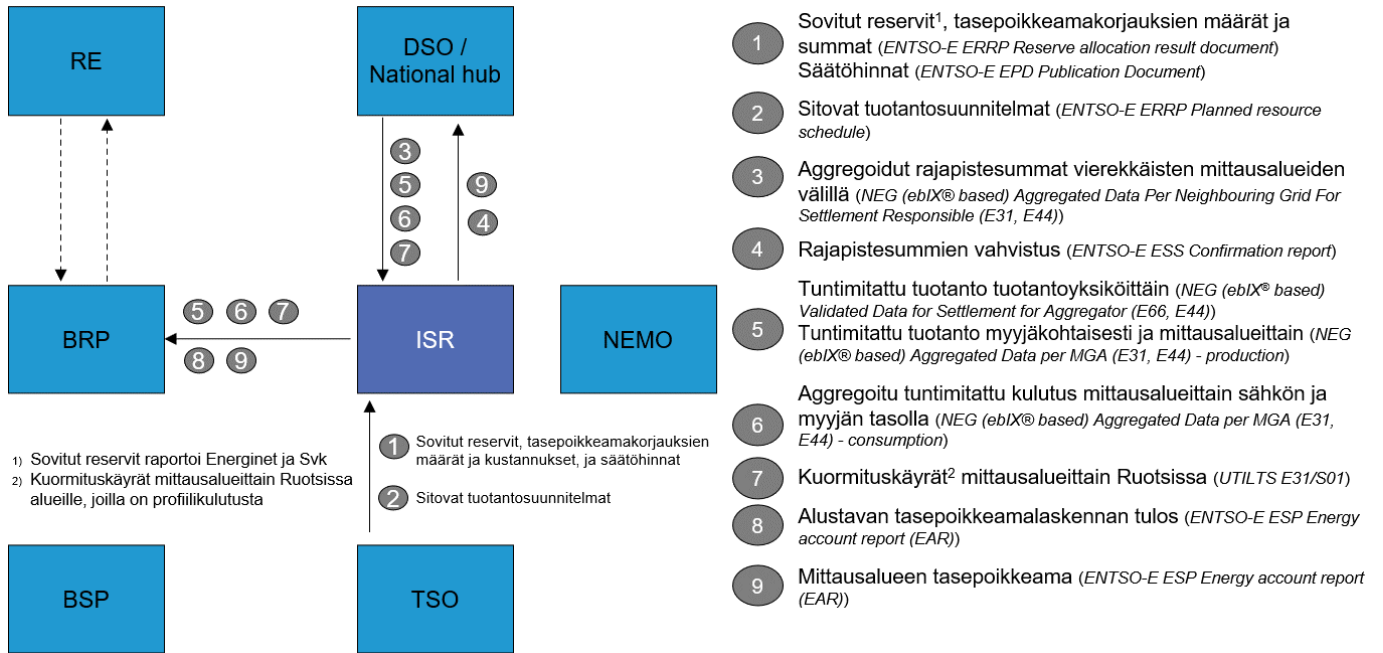 RE
DSO /
National hub
3
5
6
7
9
4
BRP
5 6 7
8 9
ISR
NEMO
1 Sovitut reservit, tasepoikkeamakorjauksien
määrät ja kustannukset, ja säätöhinnat
2 Sitovat tuotantosuunnitelmat
1) Sovitut reservit raportoi Energinet ja Svk
2) Kuormituskäyrät mittausalueittain Ruotsissa
alueille, joilla on profiilikulutusta
BSP
TSO
1 Sovitut reservit¹, tasepoikkeamakorjauksien määrät ja
summat (ENTSO-E ERRP Reserve allocation result document)
Säätöhinnat (ENTSO-E EPD Publication Document)
2 Sitovat tuotantosuunnitelmat (ENTSO-E ERRP Planned resource
schedule)
3 Aggregoidut rajapistesummat vierekkäisten mittausalueiden
välillä (NEG (ebIX® based) Aggregated Data Per Neighbouring Grid For
Settlement Responsible (E31, E44))
4 Rajapistesummien vahvistus (ENTSO-E ESS Confirmation report)
5 Tuntimitattu tuotanto tuotantoyksiköittäin (NEG (ebIX® based)
Validated Data for Settlement for Aggregator (E66, E44))
Tuntimitattu tuotanto myyjäkohtaisesti ja mittausalueittain (NEG
(ebIX® based) Aggregated Data per MGA (E31, E44) - production)
6 Aggregoitu tuntimitattu kulutus mittausalueittain sähkön ja
myyjän tasolla (NEG (ebIX® based) Aggregated Data per MGA (E31,
E44) - consumption)
7 Kuormituskäyrät² mittausalueittain Ruotsissa (UTILTS E31/S01)
8 Alustavan tasepoikkeamalaskennan tulos (ENTSO-E ESP Energy
account report (EAR))
9 Mittausalueen tasepoikkeama (ENTSO-E ESP Energy account report
(EAR))